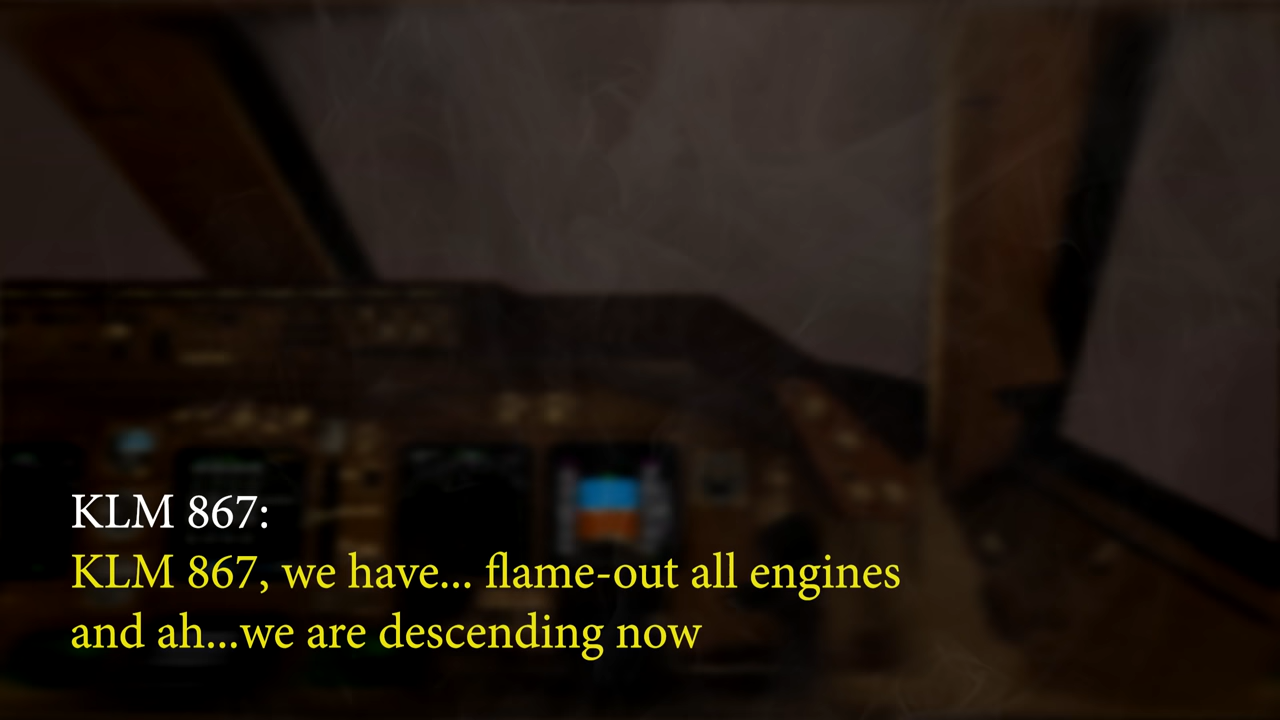 KLM 867:
KLM 867, we have... flame-out all engines
and ah...we are descending now